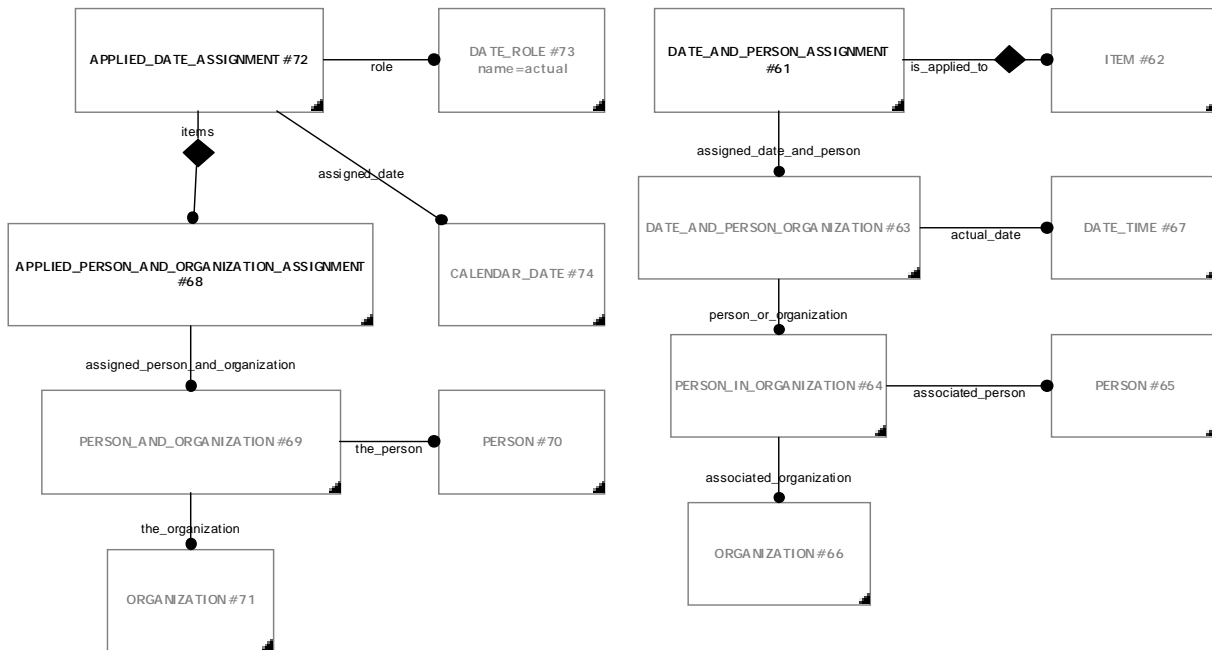 APPLIED_DATE_ASSIGNMENT #72
role
DATE_ROLE #73
name=actual
items
assigned_date
APPLIED_PERSON_AND_ORGANIZATION_ASSIGNMENT
#68
CALENDAR_DATE #74
assigned_person_and_organization
PERSON_AND_ORGANIZATION #69
the_person
PERSON #70
the_organization
ORGANIZATION #71
DATE_AND_PERSON_ASSIGNMENT
#61
is_applied_to
ITEM #62
assigned_date_and_person
DATE_AND_PERSON_ORGANIZATION #63
actual_date
DATE_TIME #67
person_or_organization
PERSON_IN_ORGANIZATION #64
associated_person
PERSON #65
associated_organization
ORGANIZATION #66